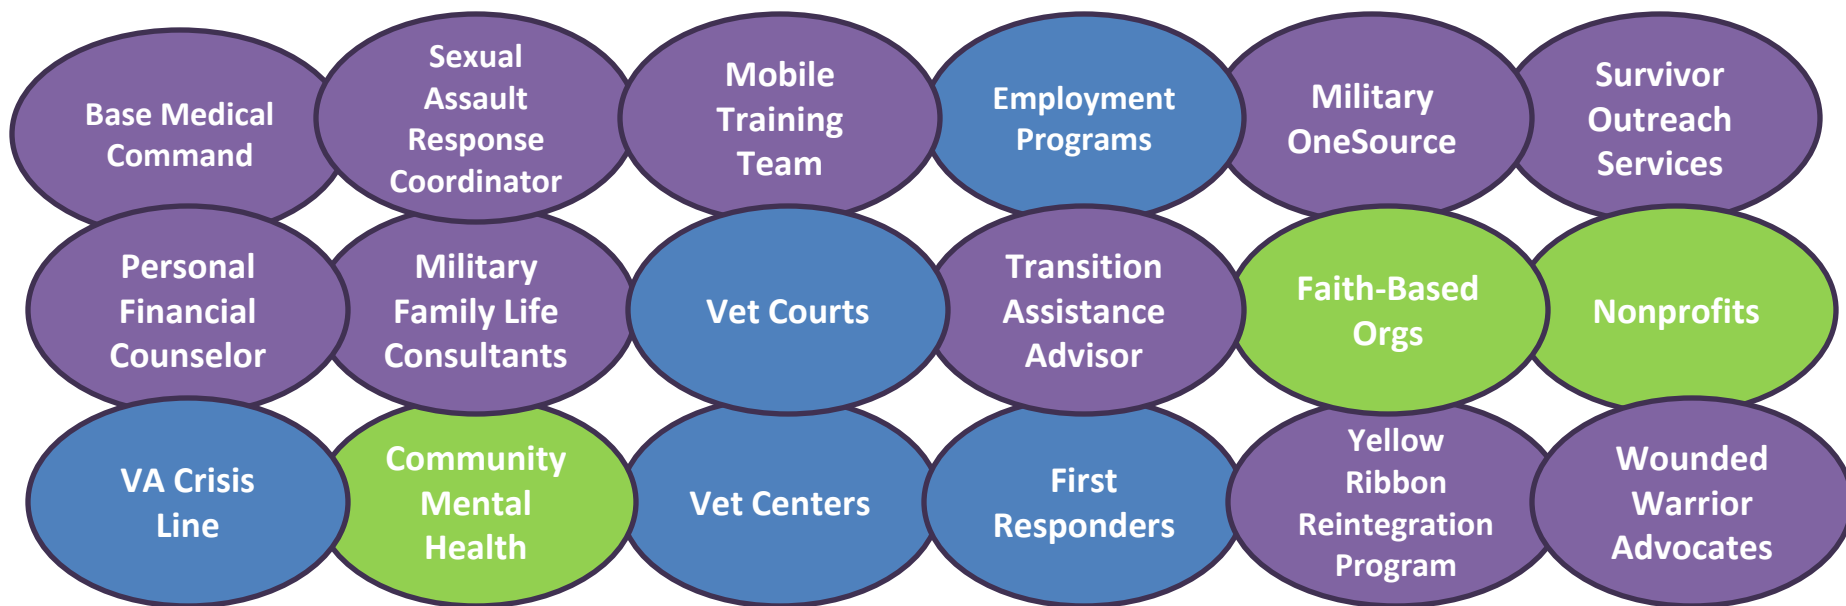 Base Medical
Command
Sexual
Assault
Response
Coordinator
Mobile
Training
Team
Employment
Programs
Military
OneSource
Survivor
Outreach
Services
Personal
Financial
Counselor
Military
Family Life
Consultants
Vet Courts
Transition
Assistance
Advisor
Faith-Based
Orgs
Nonprofits
VA Crisis
Line
Community
Mental
Health
Vet Centers
First
Responders
Yellow
Ribbon
Reintegration
Program
Wounded
Warrior
Advocates